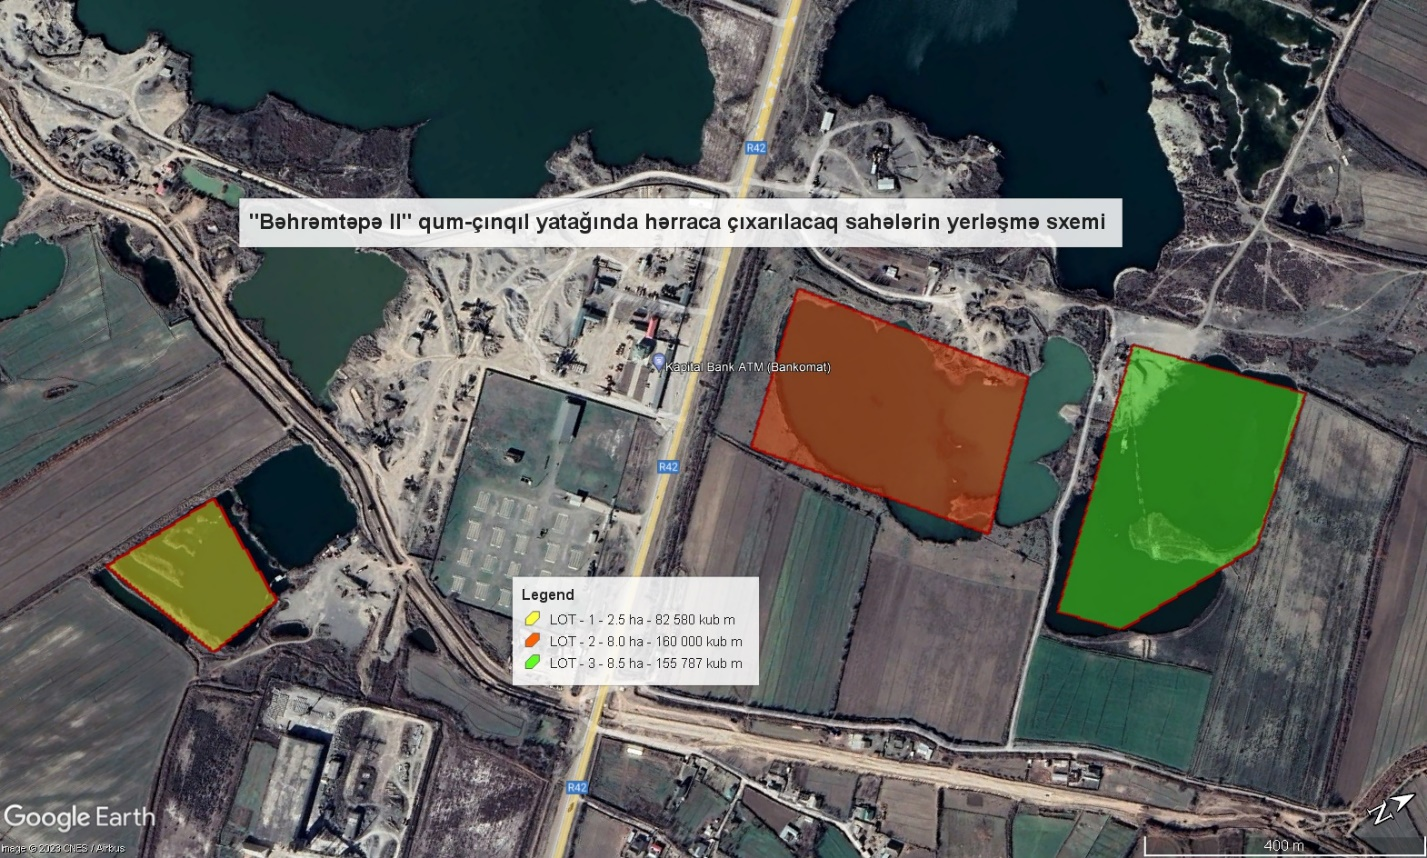 R42
"Bəhrəmtəpə II" qum-çınqıl yatağında hərraca çıxarılacaq sahələrin yerləşmə sxemi
Kapital Bank ATM (Bankomat)
R42
Legend
LOT - 1 - 2.5 ha - 82 580 kub m
LOT - 2 - 8.0 ha - 160 000 kub m
LOT - 3 - 8.5 ha - 155 787 kub m
R42
Google Earth
Image © 2023 CNES / Airbus
N
400 m